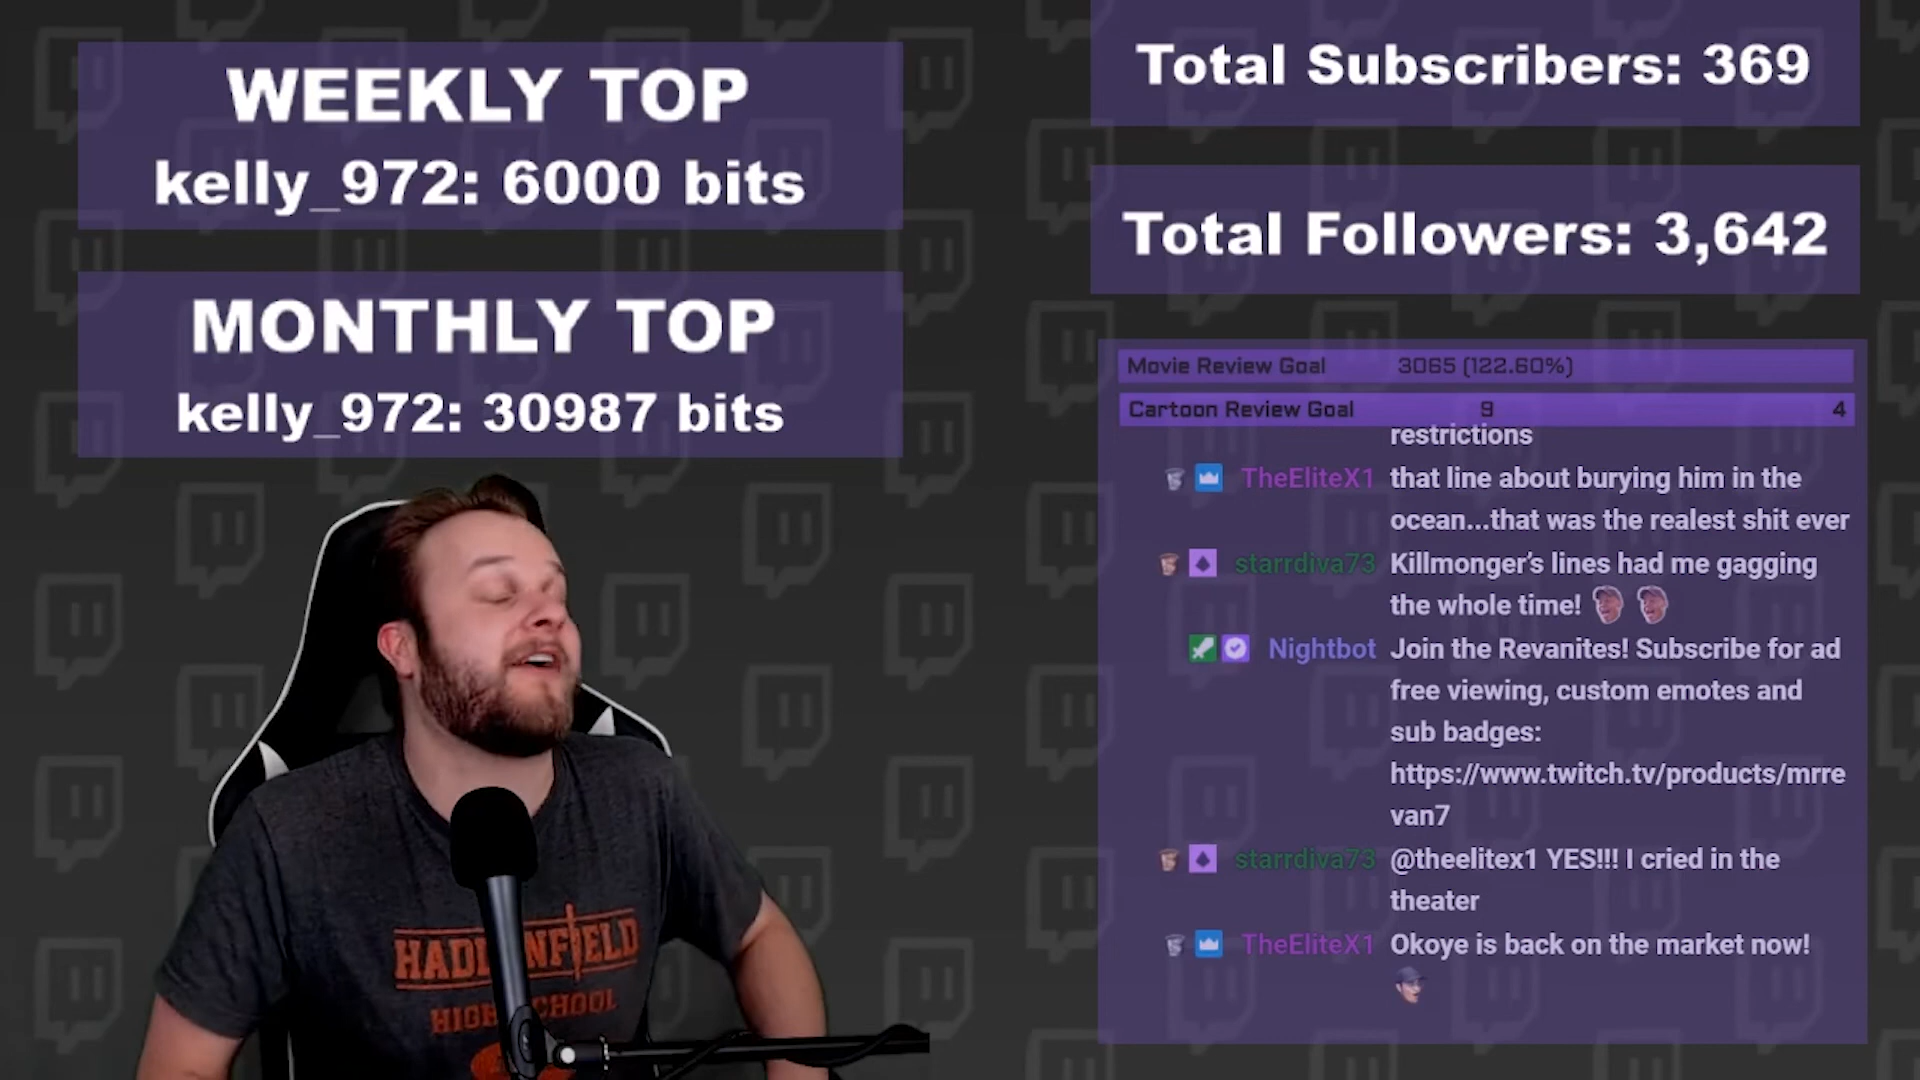 WEEKLY TOP
kelly_972: 6000 bits
MONTHLY TOP
kelly_972: 30987 bits
Total Subscribers: 369
Total Followers: 3,642
Movie Review Goal 3065 (122.60%)
Cartoon Review Goal 9 4
restrictions
TheEliteX1 that line about burying him in the
ocean...that was the realest shit ever
starrdiva73 Killmonger's lines had me gagging
the whole time!
Nightbot Join the Revanites! Subscribe for ad
free viewing, custom emotes and
sub badges:
https://www.twitch.tv/products/mrre
van7
starrdiva73 @theelitex1 YES!!! I cried in the
theater
TheEliteX1 Okoye is back on the market now!
HIGH SCHOOL